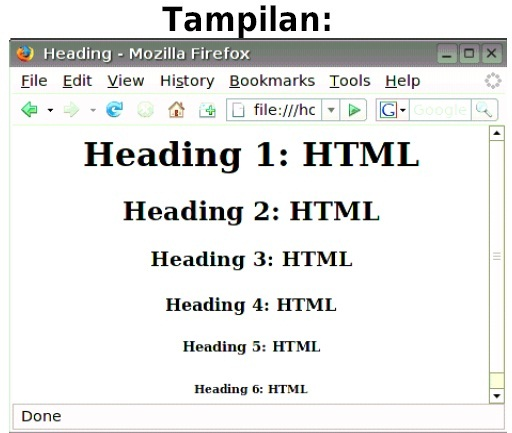 Tampilan:
Heading - Mozilla Firefox
File Edit View History Bookmarks Tools Help
file:///hc G Google
Heading 1: HTML
Heading 2: HTML
Heading 3: HTML
Heading 4: HTML
Heading 5: HTML
Heading 6: HTML
Done